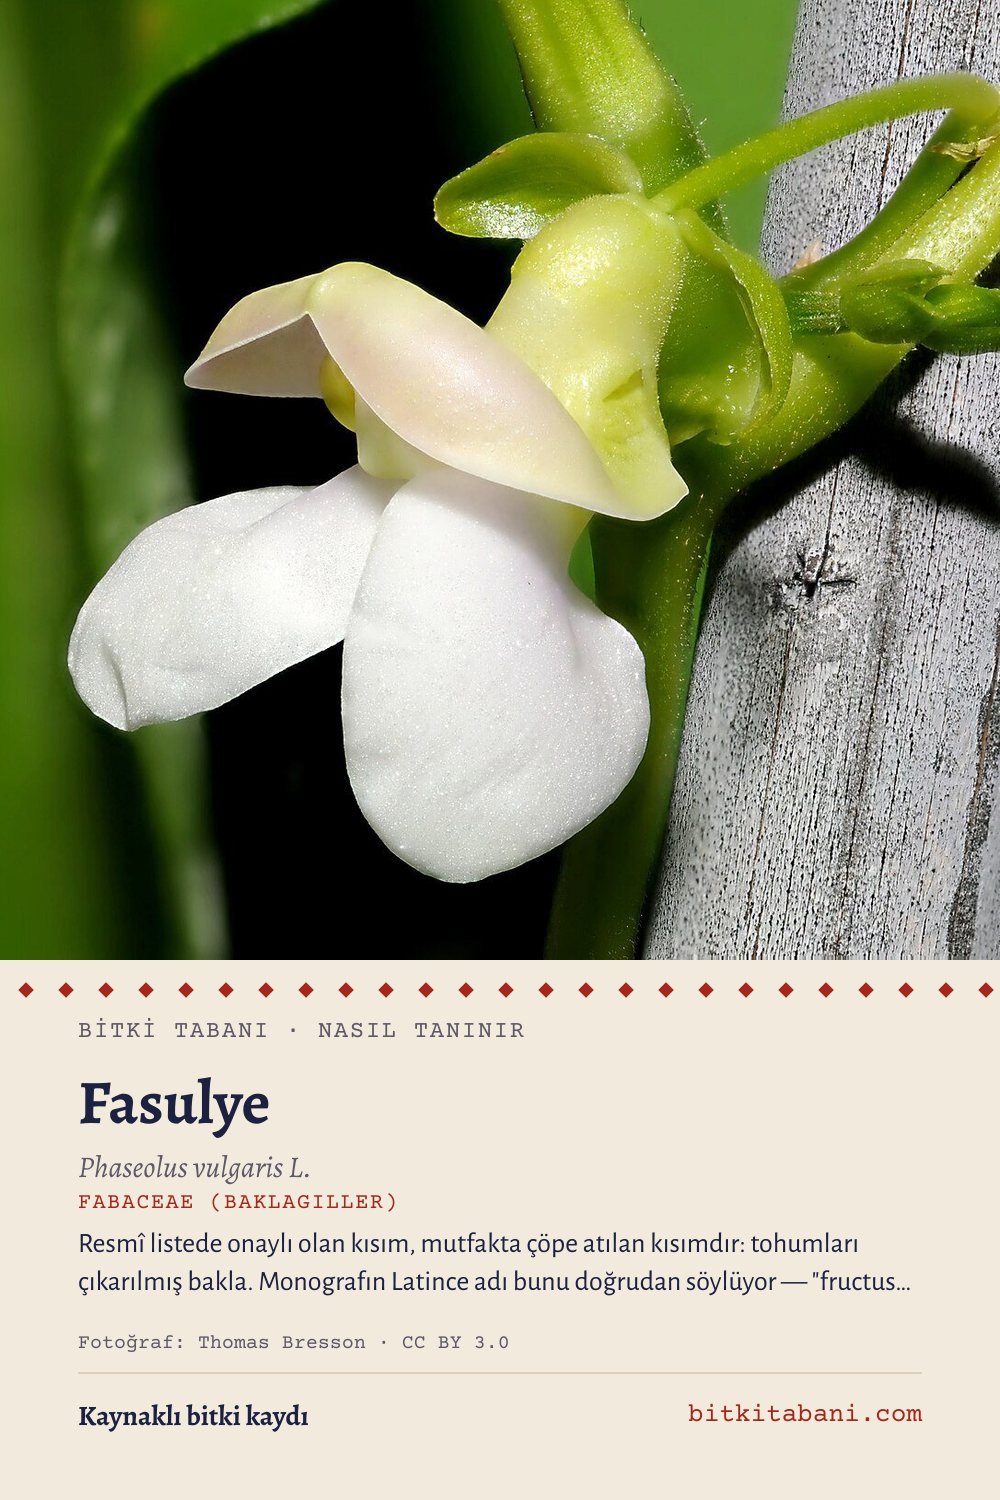 BİTKİ TABANI · NASIL TANINIR
Fasulye
Phaseolus vulgaris L.
FABACEAE (BAKLAGILLER)
Resmî listede onaylı olan kısım, mutfakta çöpe atılan kısımdır: tohumları
çıkarılmış bakla. Monografın Latince adı bunu doğrudan söylüyor — "fructus...
Fotoğraf: Thomas Bresson · CC BY 3.0
Kaynaklı bitki kaydı
bitkitabani.com